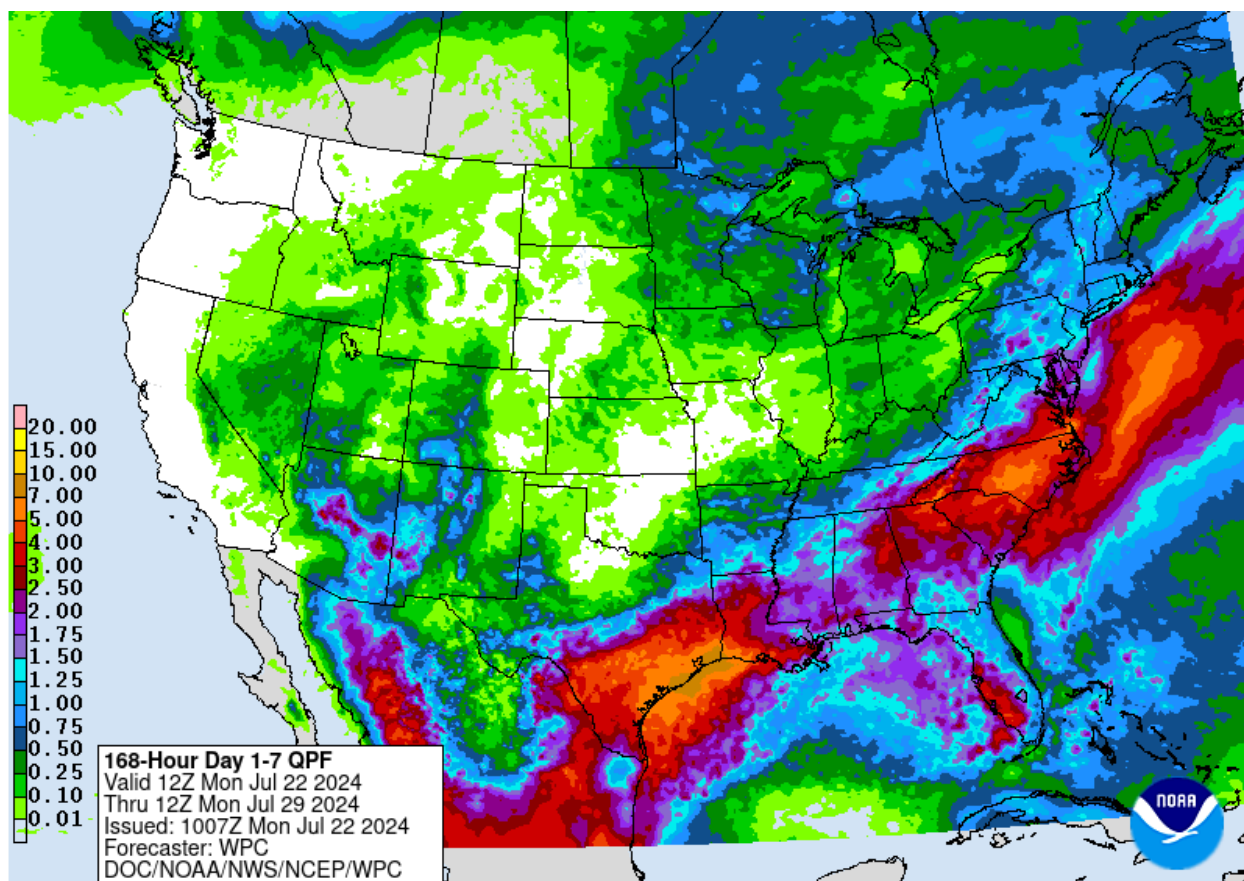 20.00
15.00
10.00
7.00
5.00
4.00
3.00
2.50
2.00
1.75
1.50
1.25
1.00
0.75
0.50
0.25
0.10
0.01
168-Hour Day 1-7 QPF
Valid 12Z Mon Jul 22 2024
Thru 12Z Mon Jul 29 2024
Issued: 1007Z Mon Jul 22 2024
Forecaster: WPC
DOC/NOAA/NWS/NCEP/WPC
NOAA